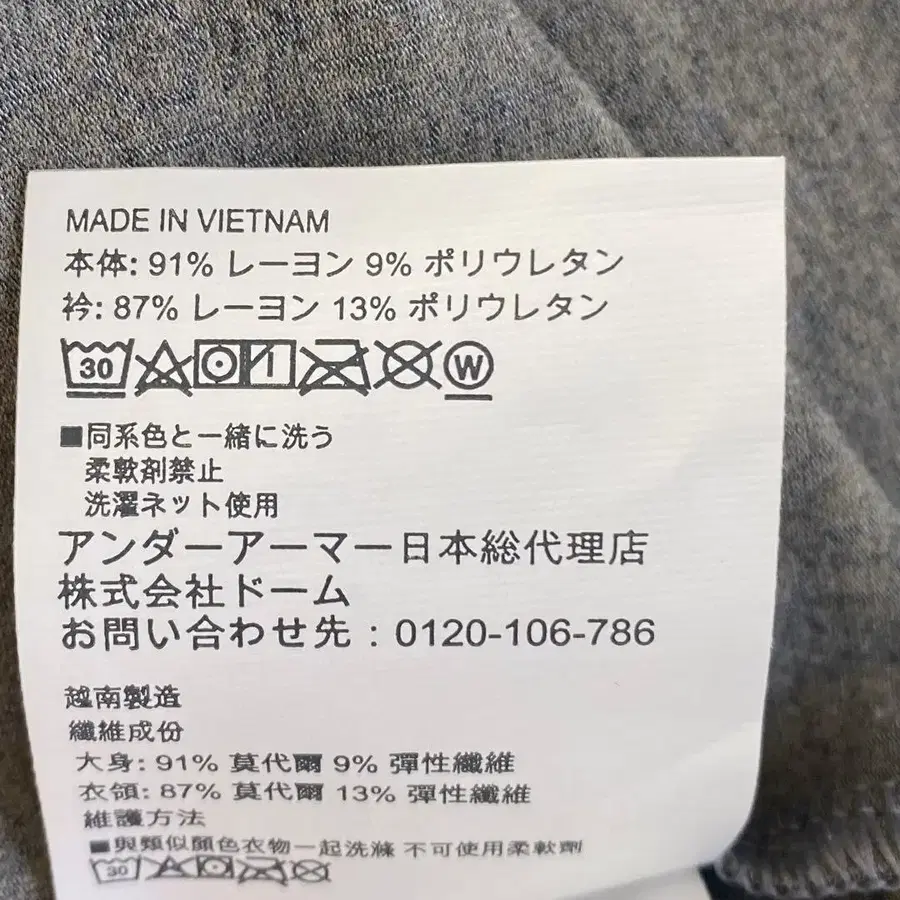 MADE IN VIETNAM
本体: 91% レーヨン 9% ポリウレタン
衿: 87% レーヨン 13% ポリウレタン
30 W
■同系色と一緒に洗う
柔軟剤禁止
洗濯ネット使用
アンダーアーマー日本総代理店
株式会社ドーム
お問い合わせ先：0120-106-786
越南製造
纖維成份
大身: 91% 莫代爾 9% 彈性纖維
衣領: 87% 莫代爾 13% 彈性纖維
維護方法
■與類似顏色衣物一起洗滌 不可使用柔軟劑
30